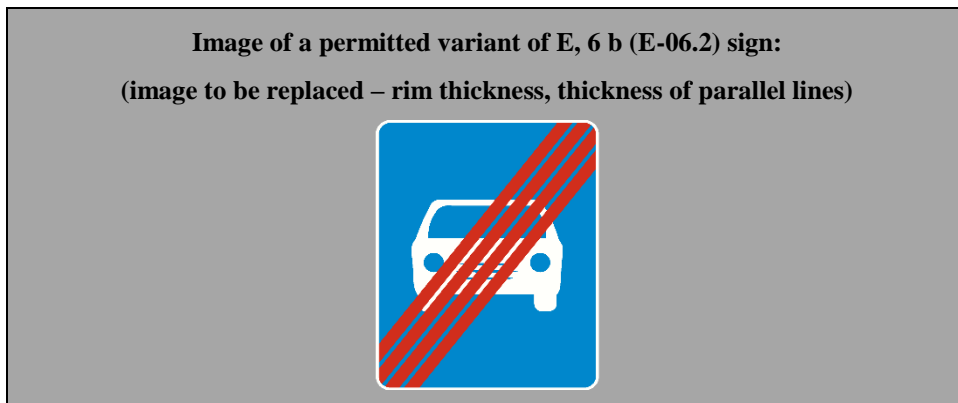 Image of a permitted variant of E, 6 b (E-06.2) sign:
(image to be replaced – rim thickness, thickness of parallel lines)